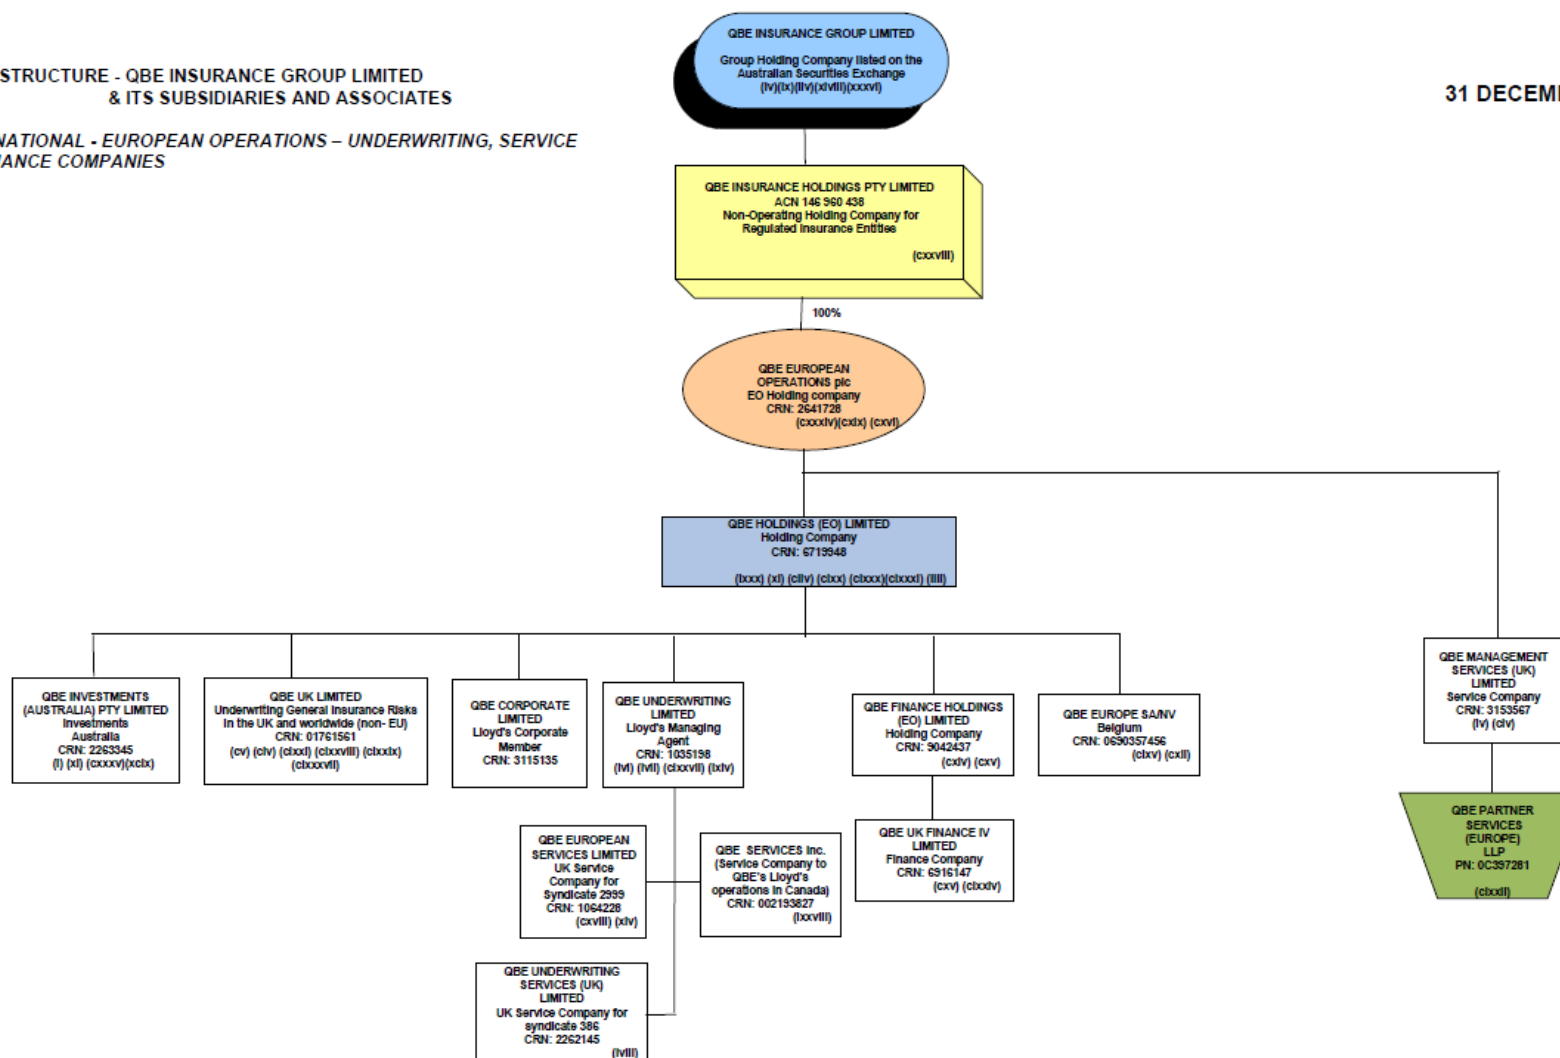 QBE INSURANCE GROUP LIMITED
Group Holding Company listed on the
Australian Securities Exchange
(iv)(ix)(liv)(xlviii)(xxxvi)
STRUCTURE - QBE INSURANCE GROUP LIMITED
& ITS SUBSIDIARIES AND ASSOCIATES
31 DECEM
NATIONAL - EUROPEAN OPERATIONS – UNDERWRITING, SERVICE
NANCE COMPANIES
QBE INSURANCE HOLDINGS PTY LIMITED
ACN 146 960 438
Non-Operating Holding Company for
Regulated Insurance Entities
(cxxviii)
100%
QBE EUROPEAN
OPERATIONS plc
EO Holding company
CRN: 2641728
(cxxxiv)(cxix) (cxvi)
QBE HOLDINGS (EO) LIMITED
Holding Company
CRN: 6719948
(lxxx) (xi) (cliv) (clxx) (clxxx)(clxxxi) (liii)
QBE INVESTMENTS
(AUSTRALIA) PTY LIMITED
Investments
Australia
CRN: 2263345
(i) (xi) (cxxxv)(xcix)
QBE UK LIMITED
Underwriting General Insurance Risks
in the UK and worldwide (non- EU)
CRN: 01761561
(cv) (civ) (clxxi) (clxxviii) (clxxix)
(clxxxvii)
QBE CORPORATE
LIMITED
Lloyd's Corporate
Member
CRN: 3115135
QBE UNDERWRITING
LIMITED
Lloyd's Managing
Agent
CRN: 1035198
(lvi) (lvii) (clxxvii) (lxiv)
QBE FINANCE HOLDINGS
(EO) LIMITED
Holding Company
CRN: 9042437
(cxiv) (cxv)
QBE EUROPE SA/NV
Belgium
CRN: 0690357456
(clxv) (cxii)
QBE MANAGEMENT
SERVICES (UK)
LIMITED
Service Company
CRN: 3153567
(lv) (civ)
QBE EUROPEAN
SERVICES LIMITED
UK Service
Company for
Syndicate 2999
CRN: 1064228
(cxviii) (xiv)
QBE SERVICES Inc.
(Service Company to
QBE's Lloyd's
operations in Canada)
CRN: 002193827
(lxxviii)
QBE UK FINANCE IV
LIMITED
Finance Company
CRN: 6916147
(cxv) (clxxiv)
QBE PARTNER
SERVICES
(EUROPE)
LLP
PN: 0C397281
(clxxii)
QBE UNDERWRITING
SERVICES (UK)
LIMITED
UK Service Company for
syndicate 386
CRN: 2262145
(lviii)